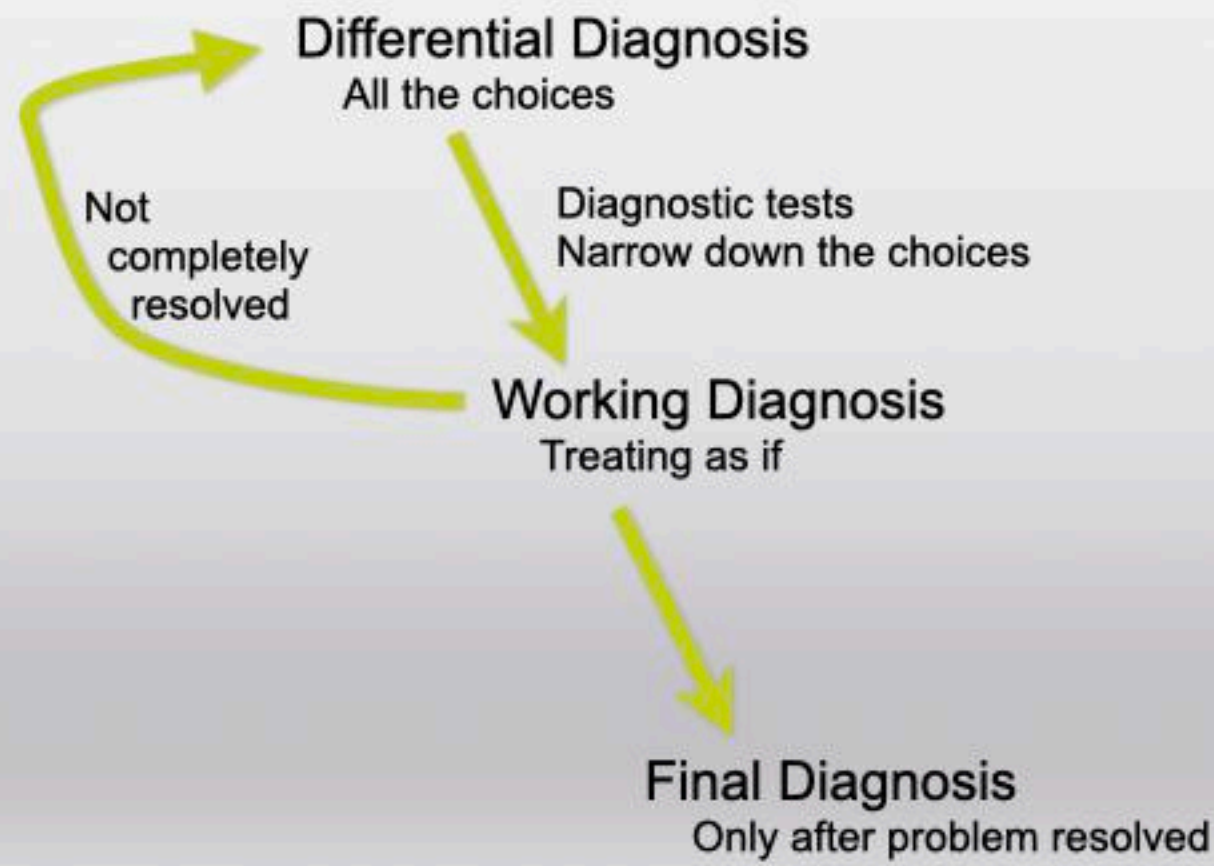 Differential Diagnosis
All the choices
Not
completely
resolved
Diagnostic tests
Narrow down the choices
Working Diagnosis
Treating as if
Final Diagnosis
Only after problem resolved